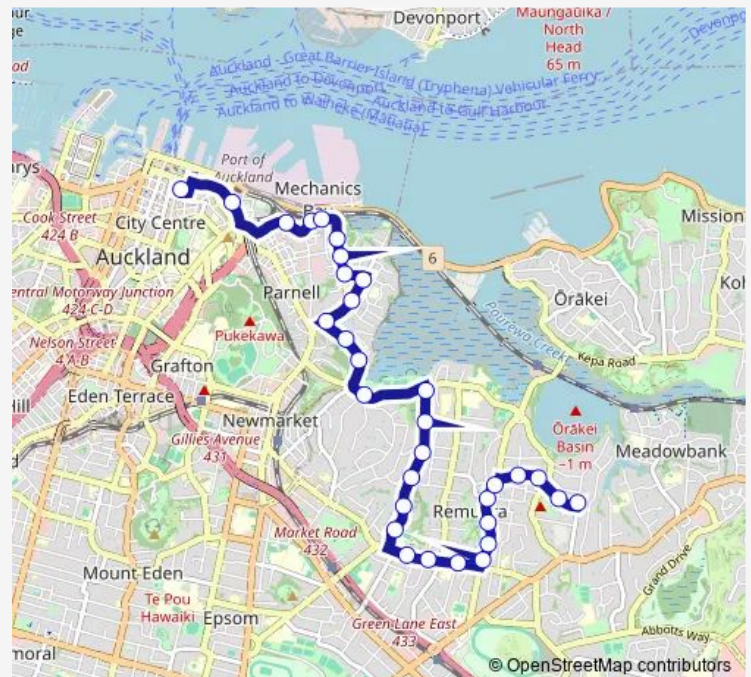 Devonport
Maungauika /
North
Head
65 m
Auckland - Great Barrier Island (Tryphena) Vehicular Ferry
Auckland to Devonport
Auckland to Gulf Harbour
Auckland to Waiheke (Matiatia)
Devonpo
Port of
Auckland
Mechanics
Cook Street
424 B
City Centre
Mission
Auckland
6
Ōrākei
Koh
Central Motorway Junction
424 C-D
Parnell
Pourewa Creek
Nelson Street
4 A-B
Pukekawa
Kepa Road
Grafton
Eden Terrace
Newmarket
Gillies Avenue
431
Ōrākei
Basin
-1 m
Meadowbank
Remuera
Market Road
432
Mount Eden
Grand Drive
Te Pou
Hawaiki
Epsom
Green Lane East
433
Abbotts Way
© OpenStreetMap contributors